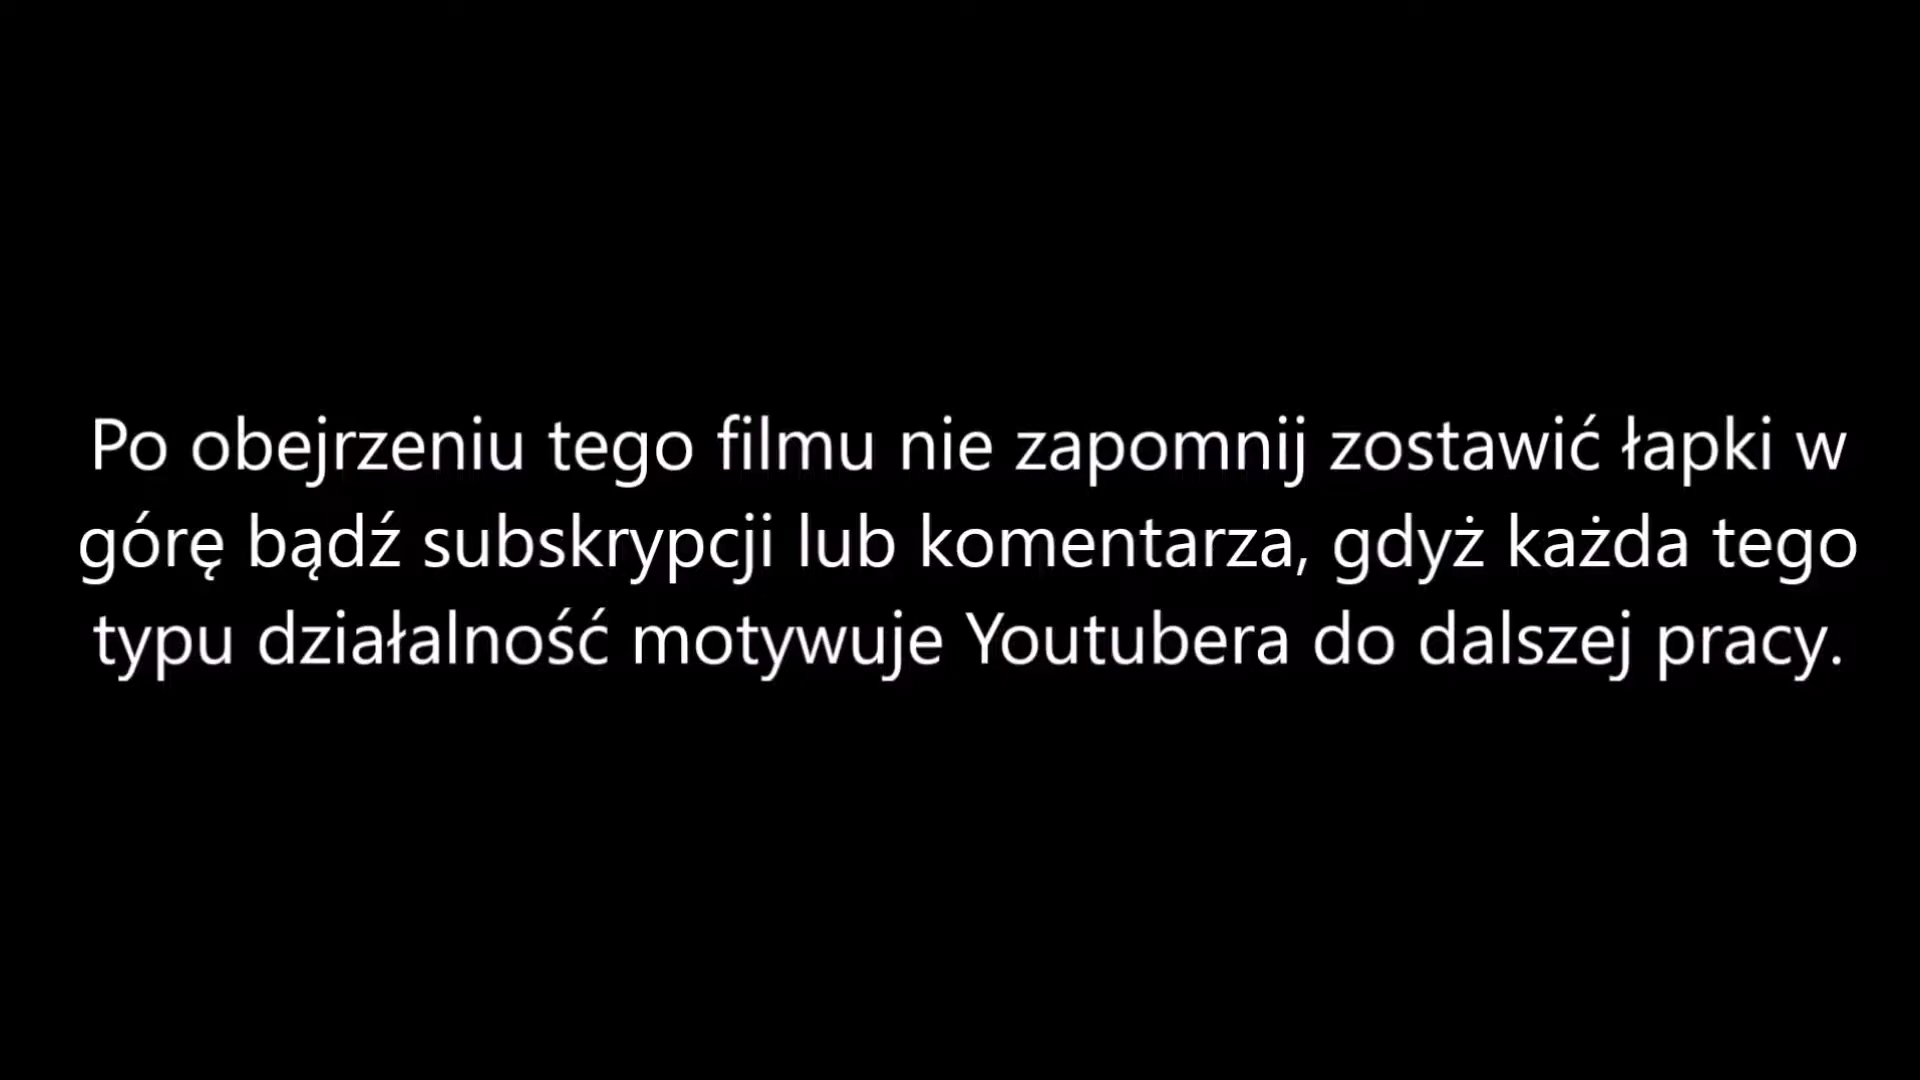 Po obejrzeniu tego filmu nie zapomnij zostawić łapki w
górę bądź subskrypcji lub komentarza, gdyż każda tego
typu działalność motywuje Youtubera do dalszej pracy.